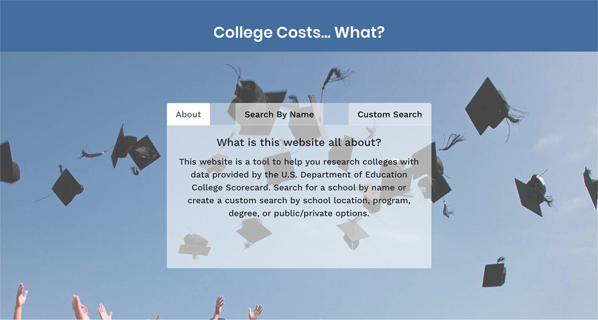 College Costs... What?
About Search By Name Custom Search
What is this website all about?
This website is a tool to help you research colleges with
data provided by the U.S. Department of Education
College Scorecard. Search for a school by name or
create a custom search by school location, program,
degree, or public/private options.